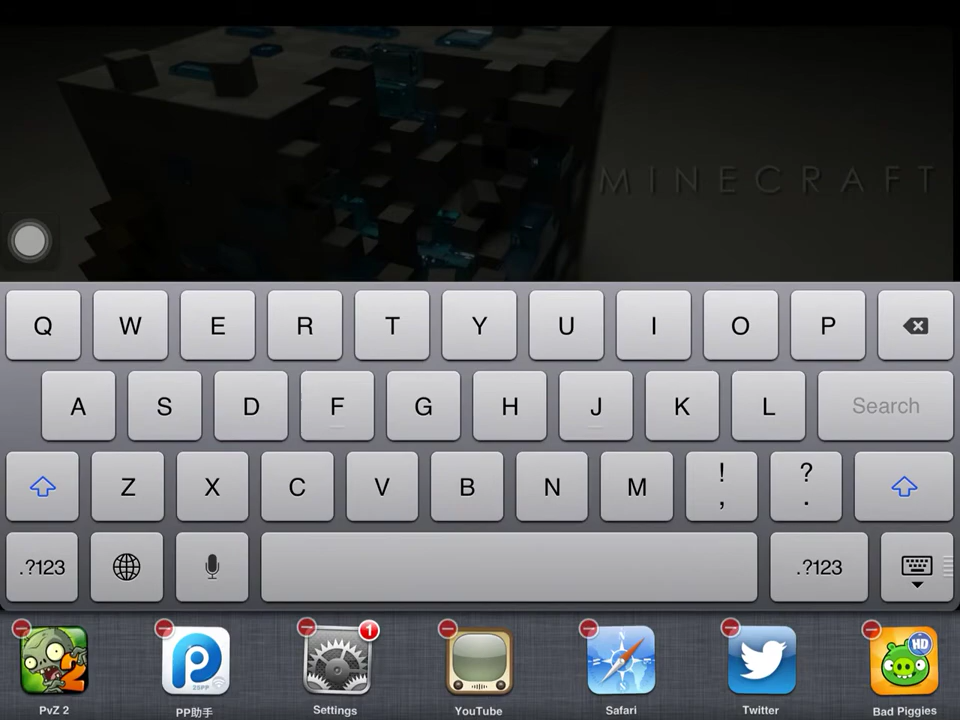 MINECRAFT
Q W E R T Y U I O P
A S D F G H J K L Search
Z X C V B N M ! , ? .
.?123 .?123
2 25PP 1 N S HD
PvZ 2 PP助手 Settings YouTube Safari Twitter Bad Piggies